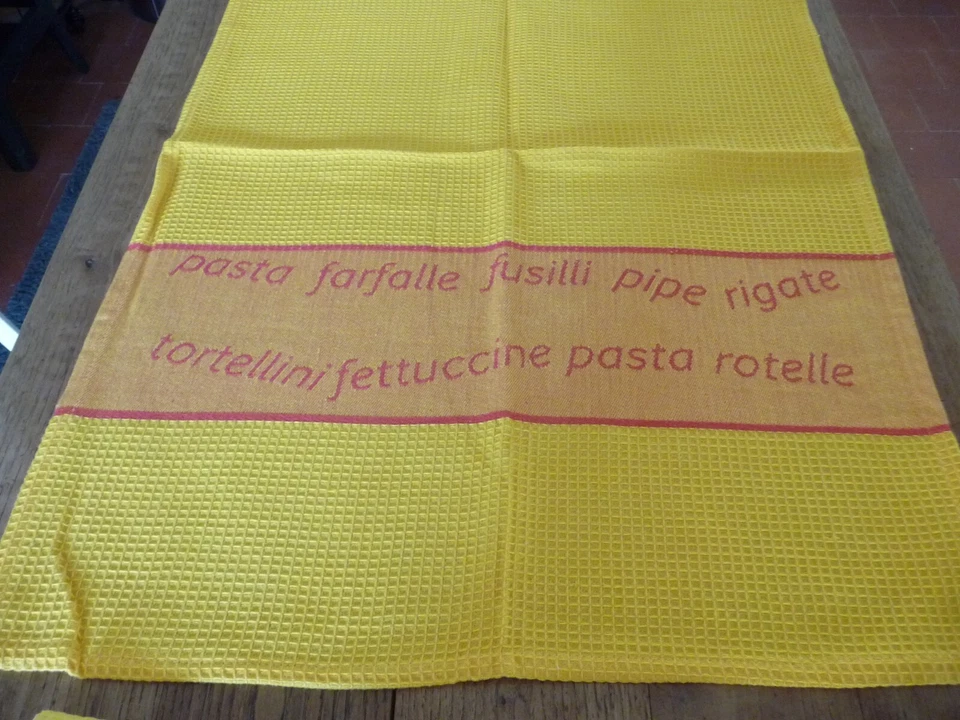 pasta farfalle fusilli pipe rigate
tortellini fettuccine pasta rotelle